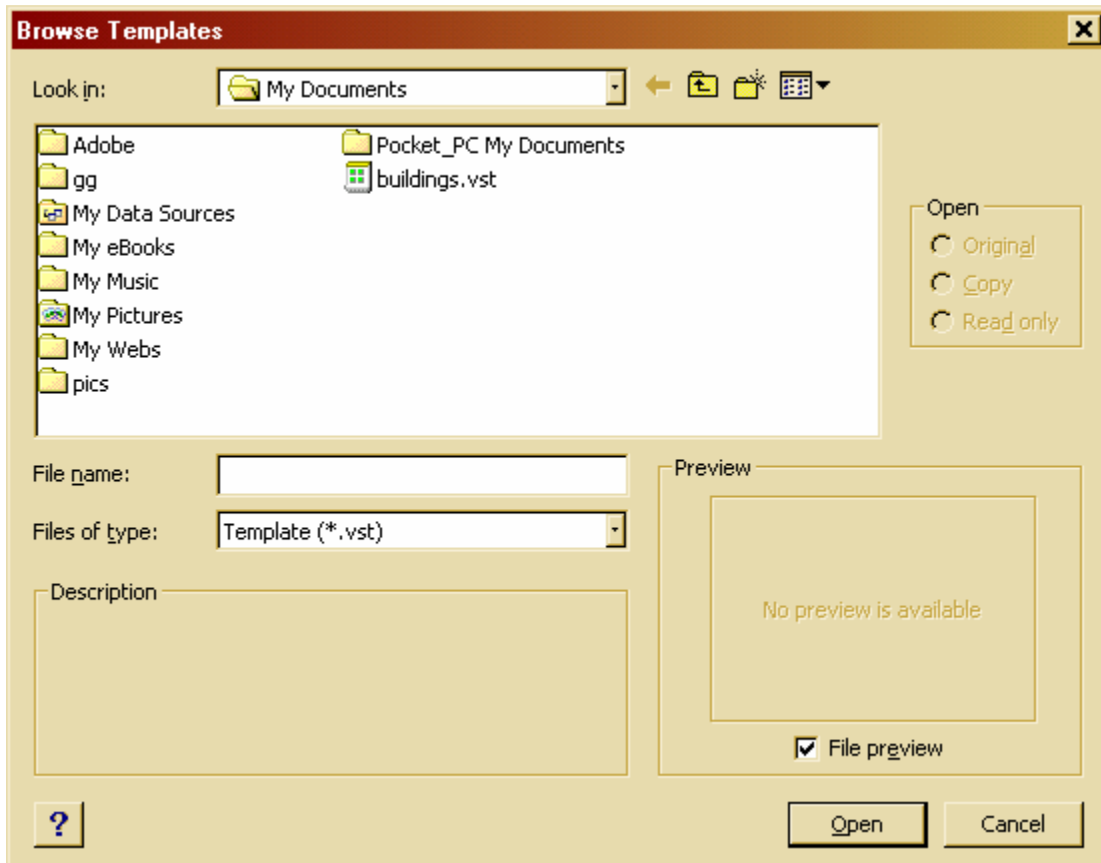 Browse Templates
Look in:
My Documents
Adobe
gg
My Data Sources
My eBooks
My Music
My Pictures
My Webs
pics
Pocket_PC My Documents
buildings.vst
Open
Original
Copy
Read only
File name:
Files of type:
Template (*.vst)
Description
Preview
No preview is available
File preview
?
Open
Cancel